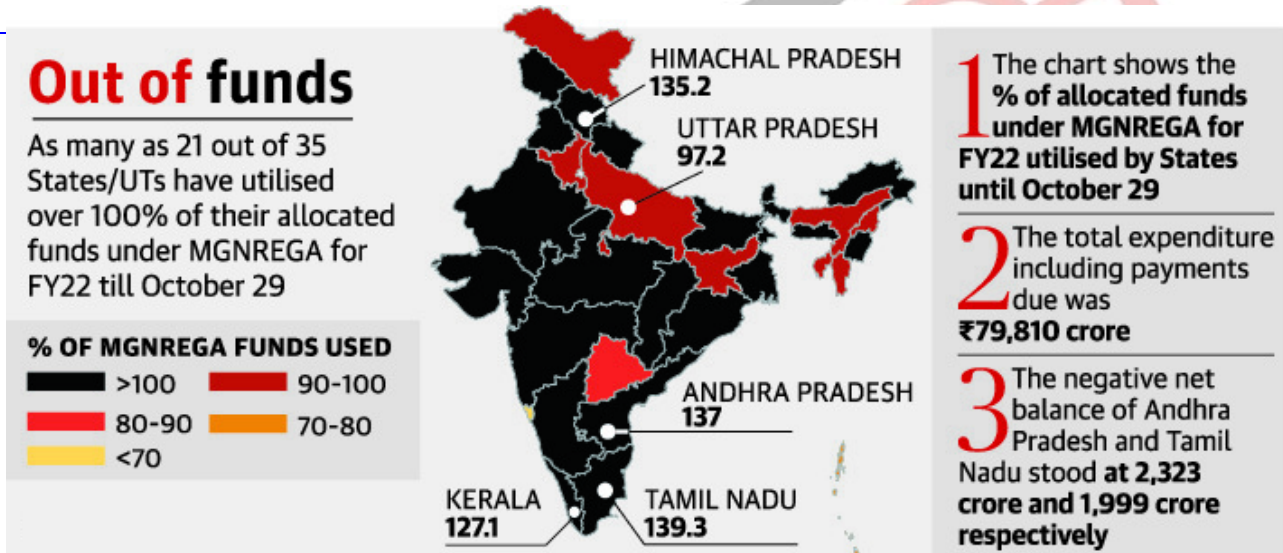 Out of funds
As many as 21 out of 35
States/UTs have utilised
over 100% of their allocated
funds under MGNREGA for
FY22 till October 29
% OF MGNREGA FUNDS USED
>100
90-100
80-90
70-80
<70
HIMACHAL PRADESH
135.2
UTTAR PRADESH
97.2
ANDHRA PRADESH
137
KERALA
127.1
TAMIL NADU
139.3
1 The chart shows the
% of allocated funds
under MGNREGA for
FY22 utilised by States
until October 29
2 The total expenditure
including payments
due was
₹79,810 crore
3 The negative net
balance of Andhra
Pradesh and Tamil
Nadu stood at 2,323
crore and 1,999 crore
respectively